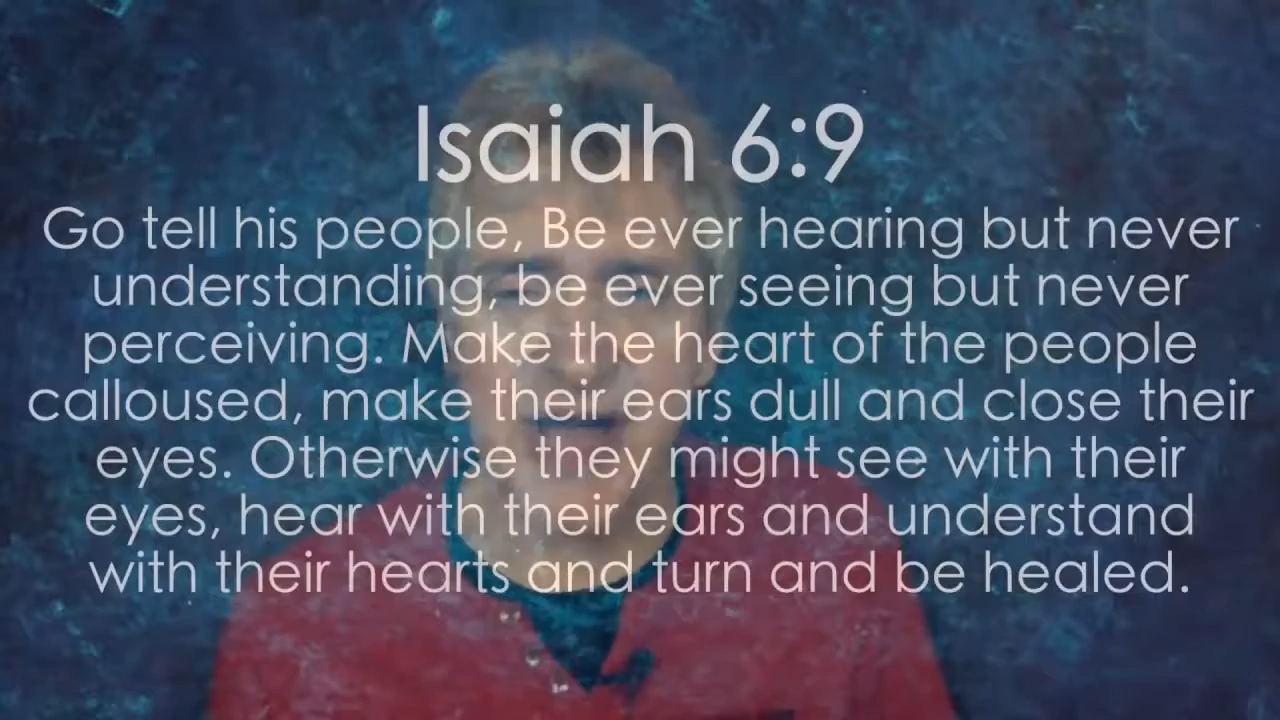 Isaiah 6:9
Go tell his people, Be ever hearing but never
understanding, be ever seeing but never
perceiving. Make the heart of the people
calloused, make their ears dull and close their
eyes. Otherwise they might see with their
eyes, hear with their ears and understand
with their hearts and turn and be healed.